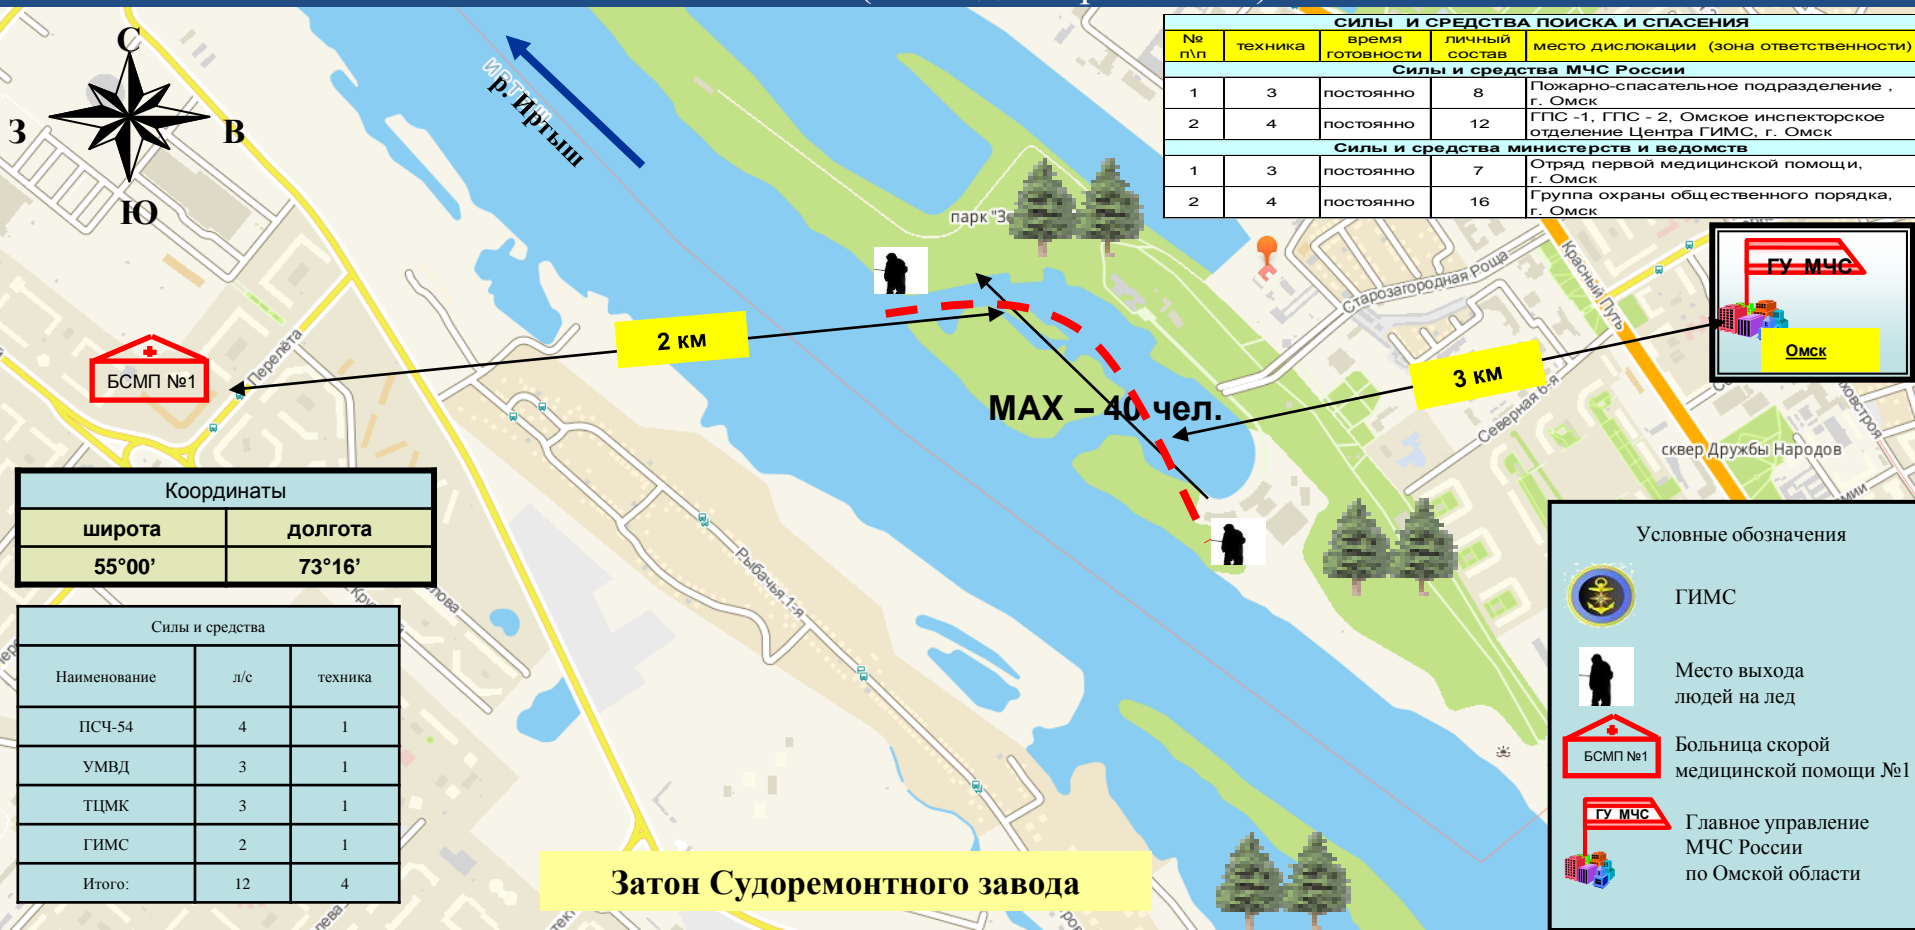 СИЛЫ И СРЕДСТВА ПОИСКА И СПАСЕНИЯ
№ п\п техника время готовности личный состав место дислокации (зона ответственности)
Силы и средства МЧС России
1 3 постоянно 8 Пожарно-спасательное подразделение , г. Омск
2 4 постоянно 12 ГПС -1, ГПС - 2, Омское инспекторское отделение Центра ГИМС, г. Омск
Силы и средства министерств и ведомств
1 3 постоянно 7 Отряд первой медицинской помощи, г. Омск
2 4 постоянно 16 Группа охраны общественного порядка, г. Омск
С
З
В
Ю
ИРТЫШ
р. Иртыш
парк
Старозагородная Роща
Красный Путь
ГУ МЧС
Омск
2 км
3 км
БСМП №1
Перелёта
МАХ – 40 чел.
Северная 6-я
сквер Дружбы Народов
Координаты
широта долгота
55°00’ 73°16’
Рыбачья 1-я
Силы и средства
Наименование л/с техника
ПСЧ-54 4 1
УМВД 3 1
ТЦМК 3 1
ГИМС 2 1
Итого: 12 4
Затон Судоремонтного завода
Условные обозначения
ГИМС
Место выхода
людей на лед
БСМП №1
Больница скорой
медицинской помощи №1
ГУ МЧС
Главное управление
МЧС России
по Омской области